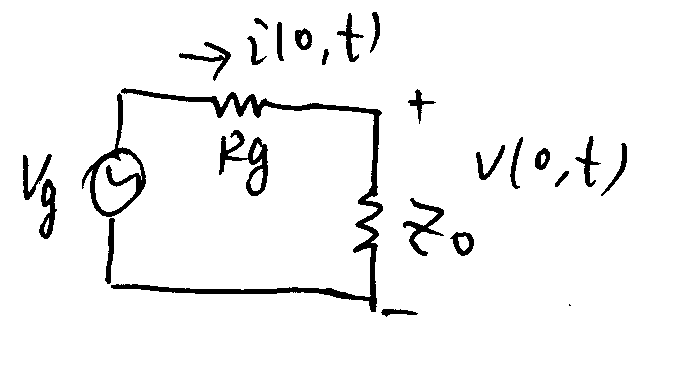 → i(0,t)
+
Rg
Vg
V(0,t)
Z0
−